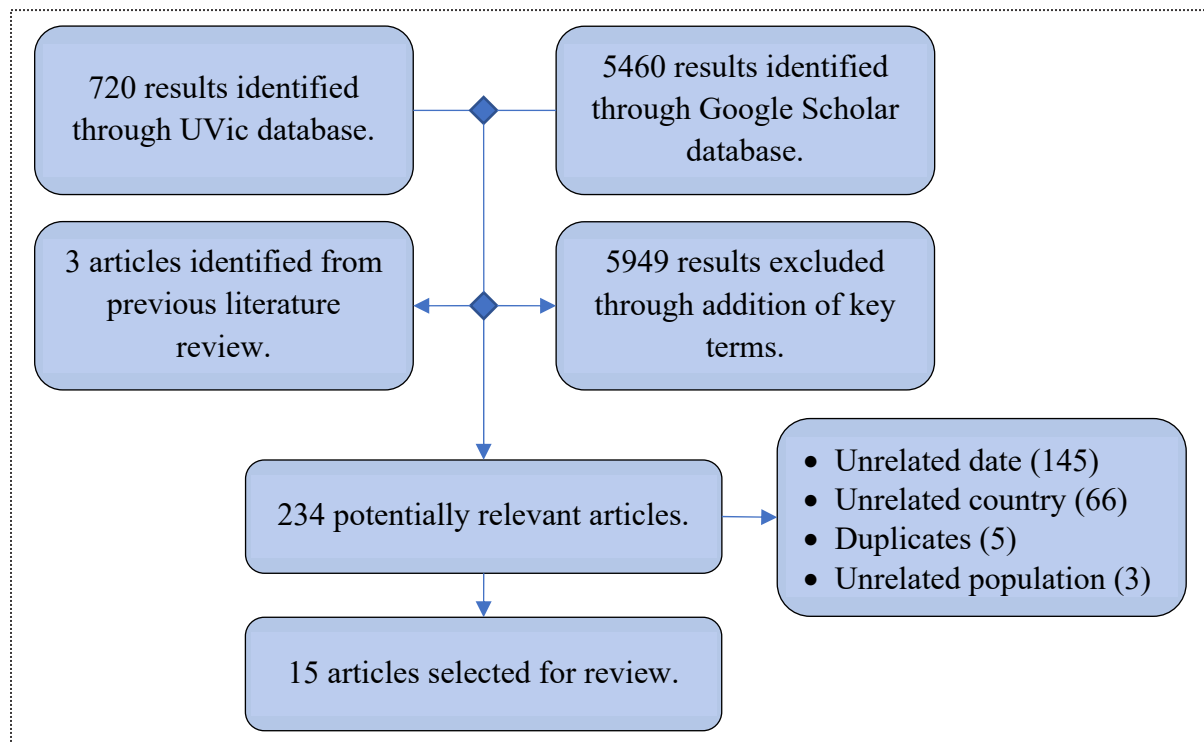 720 results identified
through UVic database.
5460 results identified
through Google Scholar
database.
3 articles identified from
previous literature
review.
5949 results excluded
through addition of key
terms.
234 potentially relevant articles.
• Unrelated date (145)
• Unrelated country (66)
• Duplicates (5)
• Unrelated population (3)
15 articles selected for review.